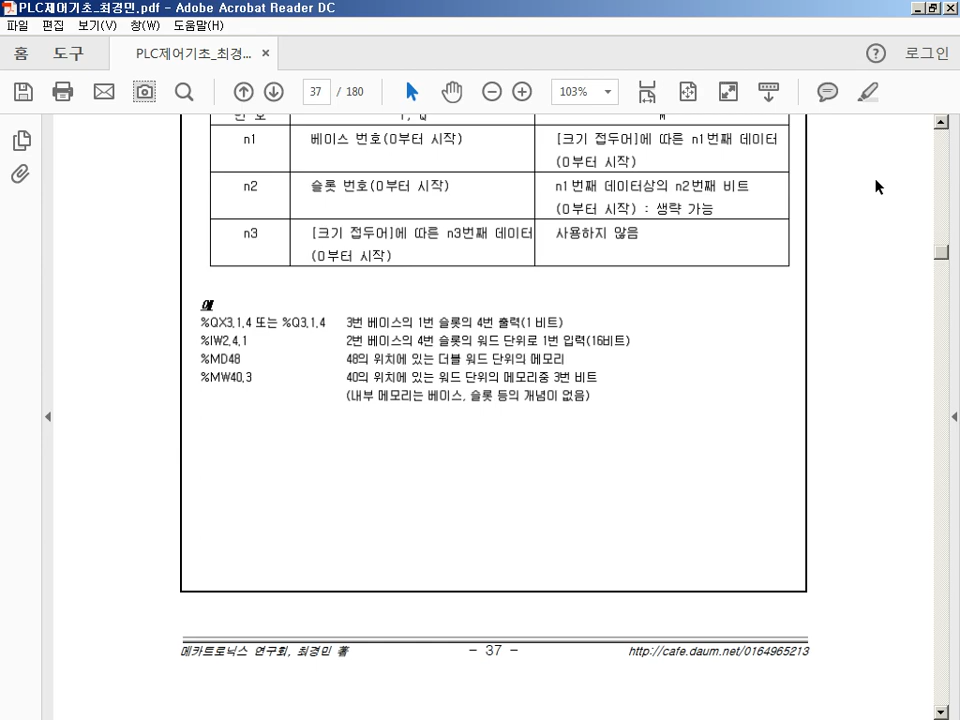 PLC제어기초_최경민.pdf - Adobe Acrobat Reader DC
파일 편집 보기(V) 창(W) 도움말(H)
홈 도구 PLC제어기초_최경... × 로그인
37 / 180 103%
번 호 I, Q M
n1 베이스 번호(0부터 시작) [크기 접두어]에 따른 n1번째 데이터
(0부터 시작)
n2 슬롯 번호(0부터 시작) n1번째 데이터상의 n2번째 비트
(0부터 시작) : 생략 가능
n3 [크기 접두어]에 따른 n3번째 데이터 사용하지 않음
(0부터 시작)
예
%QX3.1.4 또는 %Q3.1.4 3번 베이스의 1번 슬롯의 4번 출력(1 비트)
%IW2.4.1 2번 베이스의 4번 슬롯의 워드 단위로 1번 입력(16비트)
%MD48 48의 위치에 있는 더블 워드 단위의 메모리
%MW40.3 40의 위치에 있는 워드 단위의 메모리중 3번 비트
(내부 메모리는 베이스, 슬롯 등의 개념이 없음)
메카트로닉스 연구회, 최경민 著 - 37 - http://cafe.daum.net/0164965213